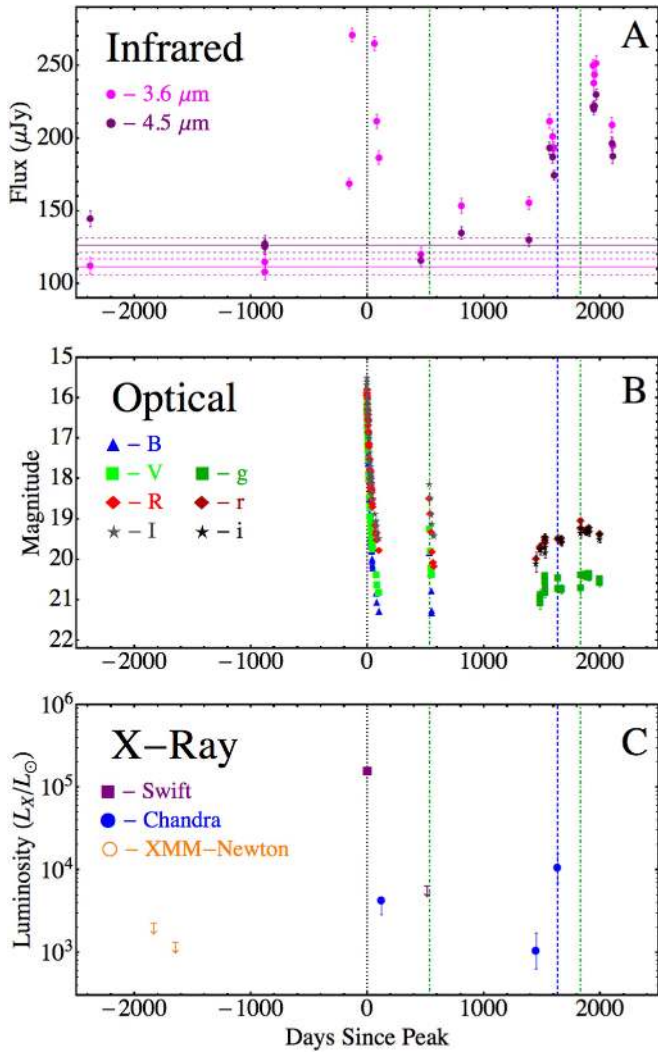 Infrared
A
– 3.6 μm
– 4.5 μm
Flux (μJy)
250
200
150
100
−2000 −1000 0 1000 2000
Optical
B
– B
– V – g
– R – r
– I – i
Magnitude
15
16
17
18
19
20
21
22
−2000 −1000 0 1000 2000
X−Ray
C
– Swift
– Chandra
– XMM−Newton
Luminosity (L_X/L_⊙)
10^6
10^5
10^4
10^3
−2000 −1000 0 1000 2000
Days Since Peak